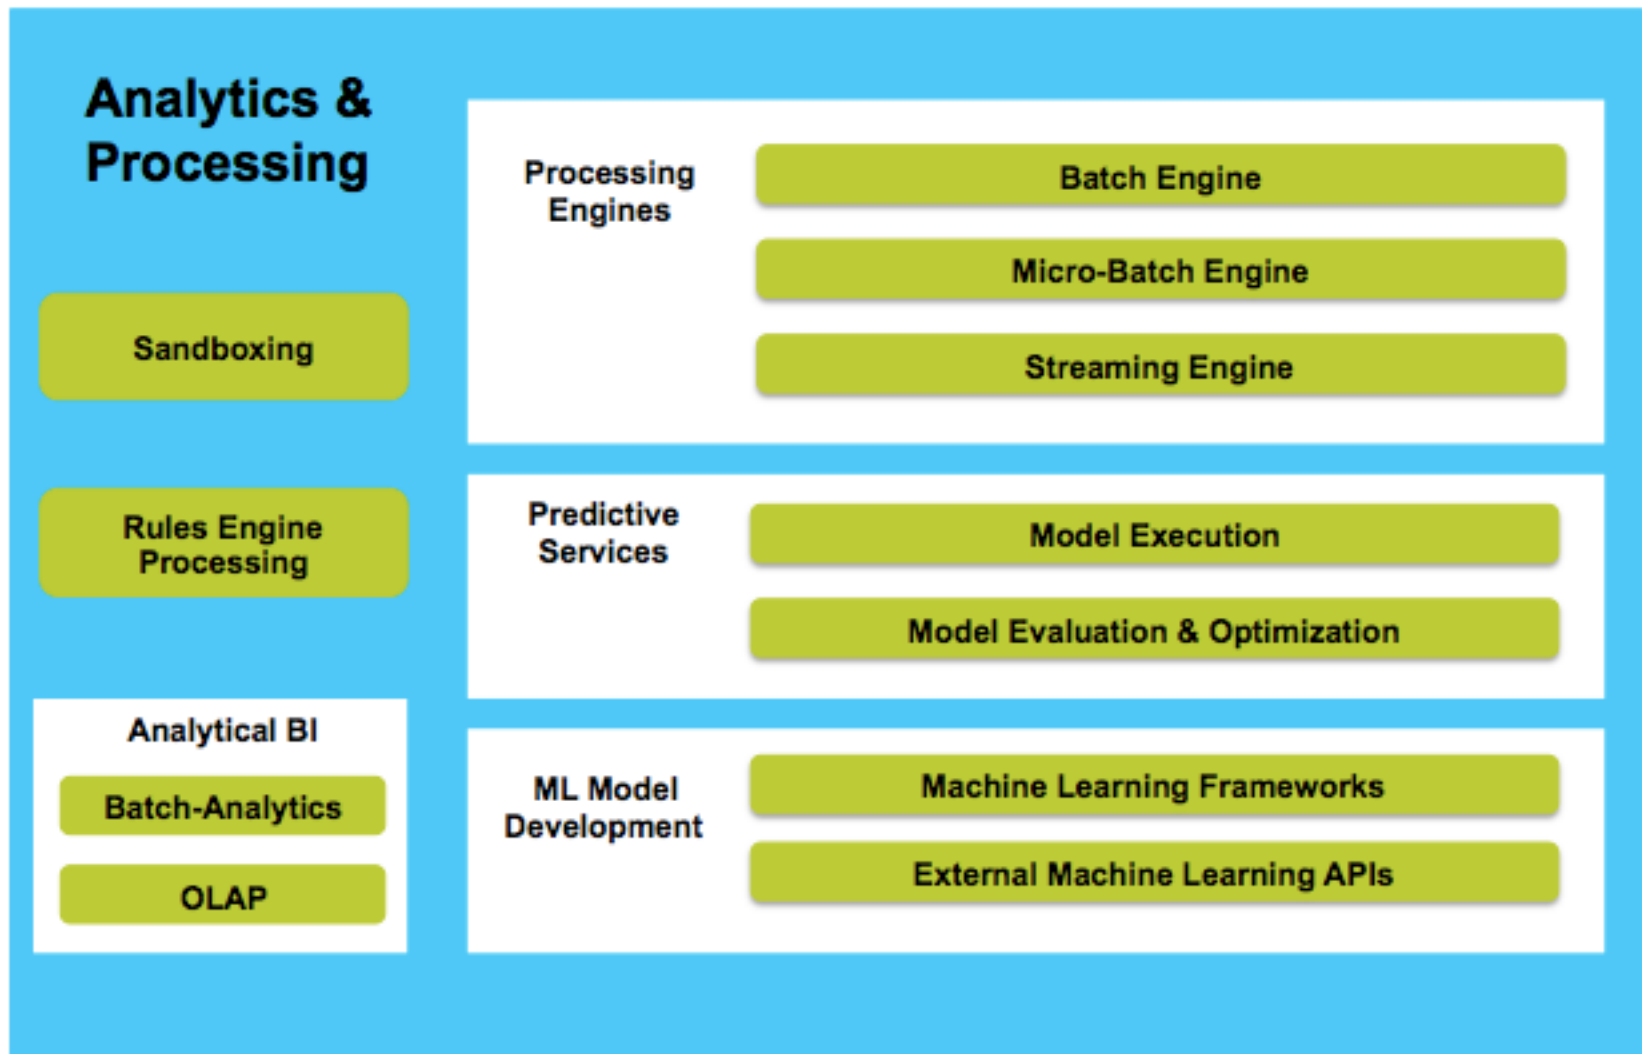 Analytics &
Processing
Sandboxing
Rules Engine
Processing
Analytical BI
Batch-Analytics
OLAP
Processing
Engines
Batch Engine
Micro-Batch Engine
Streaming Engine
Predictive
Services
Model Execution
Model Evaluation & Optimization
ML Model
Development
Machine Learning Frameworks
External Machine Learning APIs